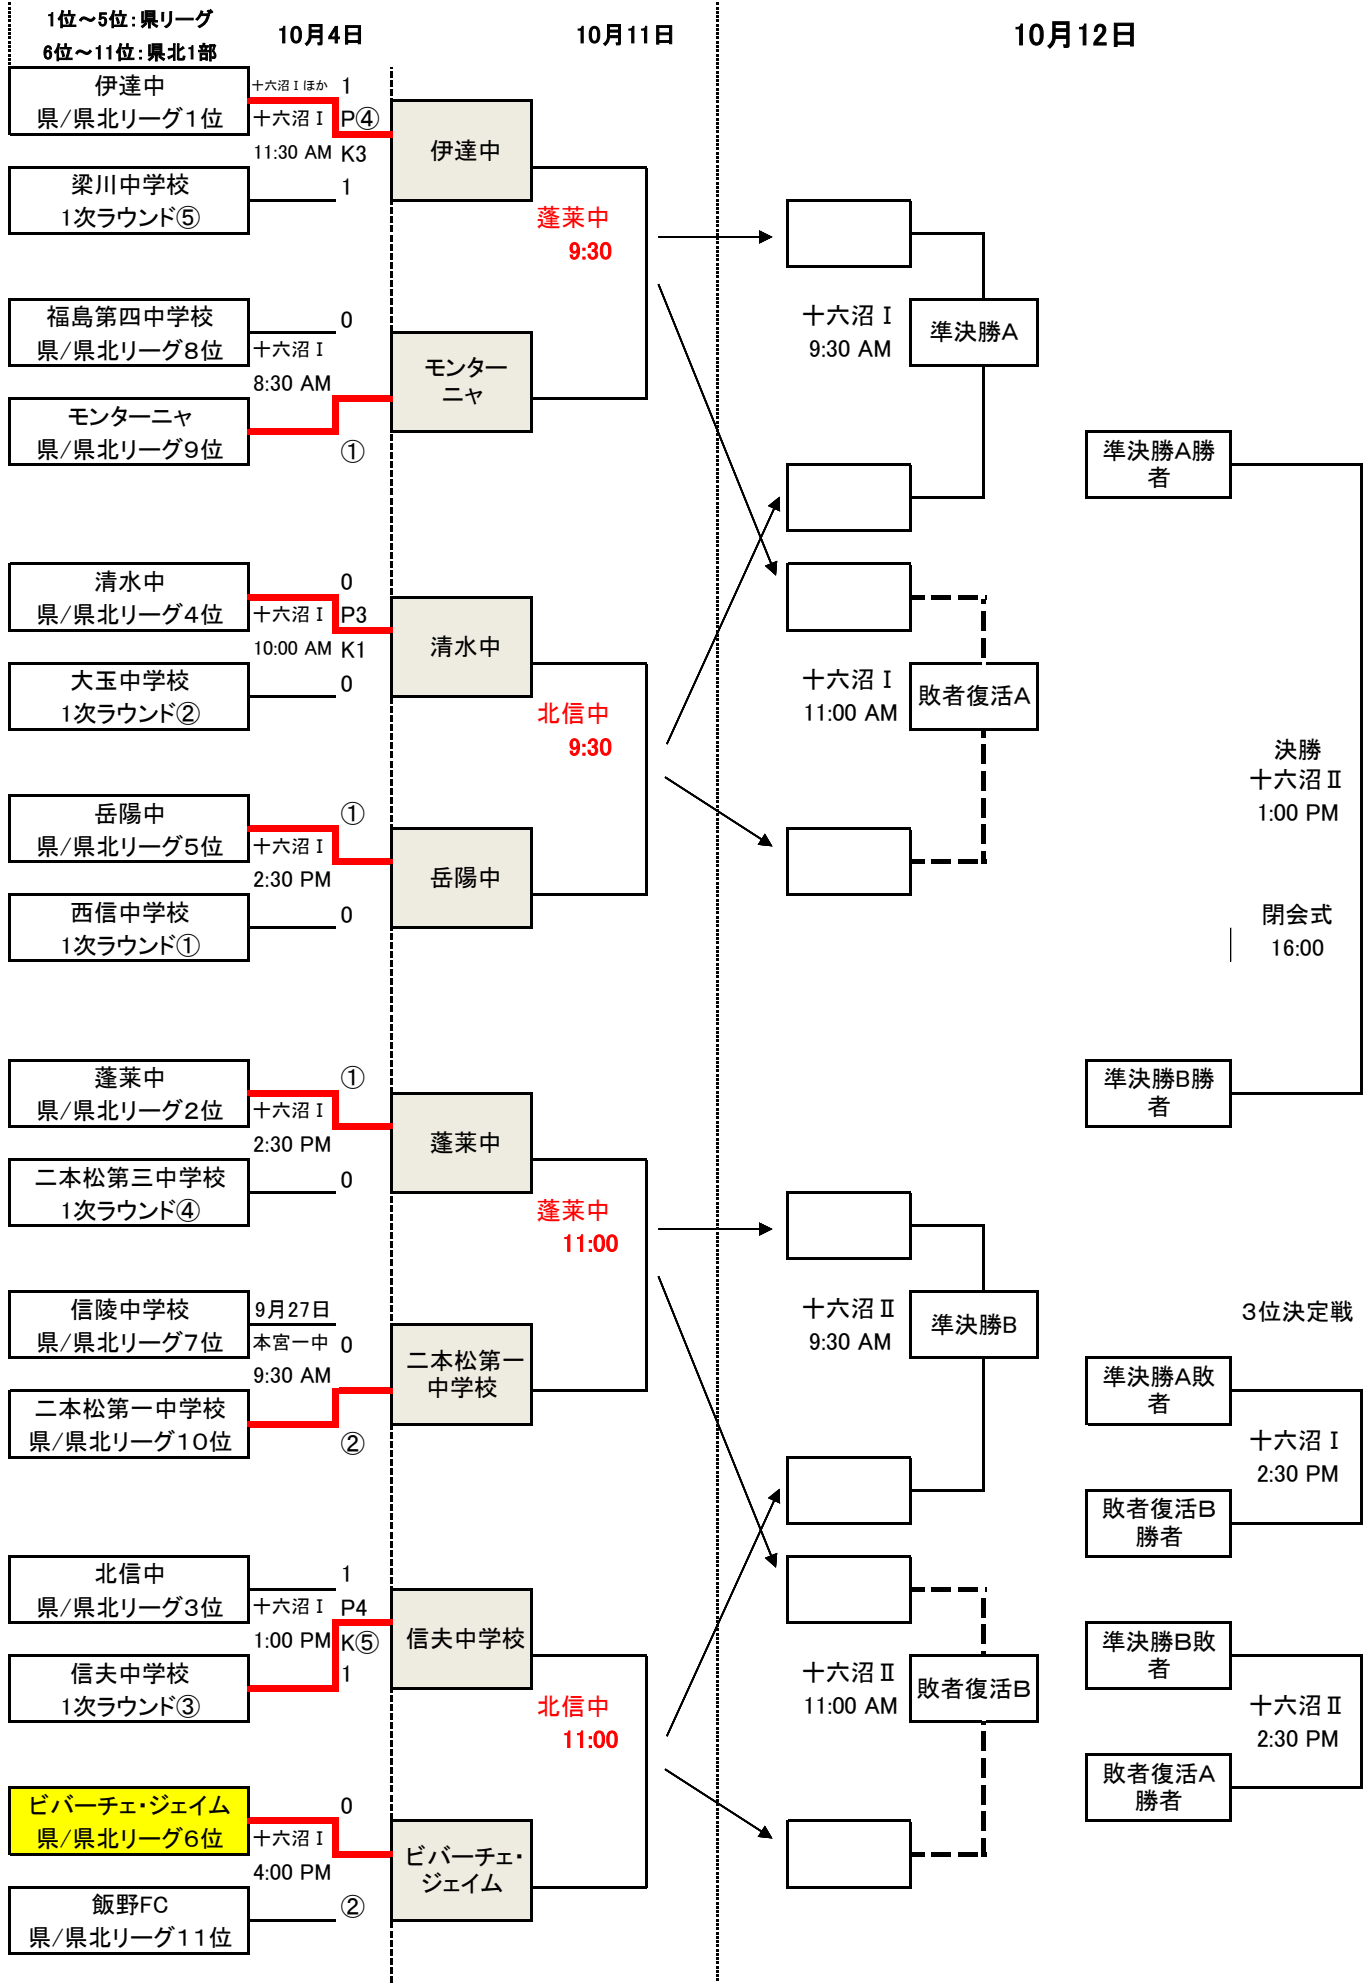 1位～5位：県リーグ
6位～11位：県北1部
10月4日
10月11日
10月12日
伊達中
県/県北リーグ1位
十六沼Ⅰほか
1
十六沼Ⅰ
P④
11:30 AM
K3
梁川中学校
1次ラウンド⑤
1
伊達中
蓬莱中
9:30
福島第四中学校
県/県北リーグ8位
0
十六沼Ⅰ
8:30 AM
モンターニャ
県/県北リーグ9位
①
モンター
ニャ
清水中
県/県北リーグ4位
0
十六沼Ⅰ
P3
10:00 AM
K1
大玉中学校
1次ラウンド②
0
清水中
北信中
9:30
岳陽中
県/県北リーグ5位
①
十六沼Ⅰ
2:30 PM
西信中学校
1次ラウンド①
0
岳陽中
蓬莱中
県/県北リーグ2位
①
十六沼Ⅰ
2:30 PM
二本松第三中学校
1次ラウンド④
0
蓬莱中
蓬莱中
11:00
信陵中学校
県/県北リーグ7位
9月27日
本宮一中
0
9:30 AM
二本松第一中学校
県/県北リーグ10位
②
二本松第一
中学校
北信中
県/県北リーグ3位
1
十六沼Ⅰ
P4
1:00 PM
K⑤
信夫中学校
1次ラウンド③
1
信夫中学校
北信中
11:00
ビバーチェ・ジェイム
県/県北リーグ6位
0
十六沼Ⅰ
4:00 PM
飯野FC
県/県北リーグ11位
②
ビバーチェ・
ジェイム
十六沼Ⅰ
9:30 AM
準決勝A
十六沼Ⅰ
11:00 AM
敗者復活A
十六沼Ⅱ
9:30 AM
準決勝B
十六沼Ⅱ
11:00 AM
敗者復活B
準決勝A勝
者
決勝
十六沼Ⅱ
1:00 PM
閉会式
16:00
準決勝B勝
者
3位決定戦
準決勝A敗
者
十六沼Ⅰ
2:30 PM
敗者復活B
勝者
準決勝B敗
者
十六沼Ⅱ
2:30 PM
敗者復活A
勝者